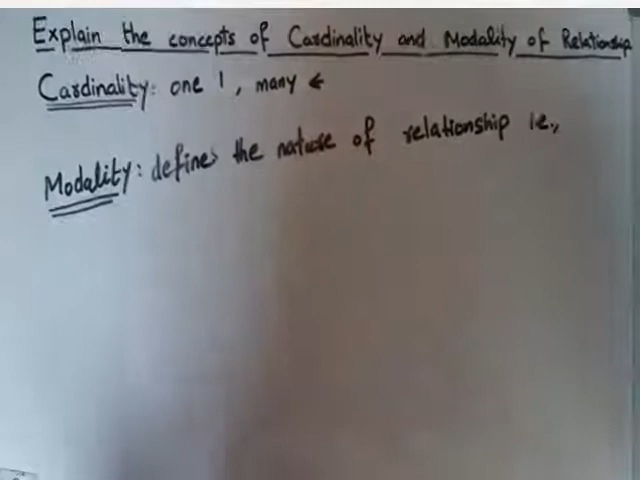 Explain the concepts of Cardinality and Modality of Relationship
Cardinality: one 1, many <
Modality: defines the nature of relationship ie.,